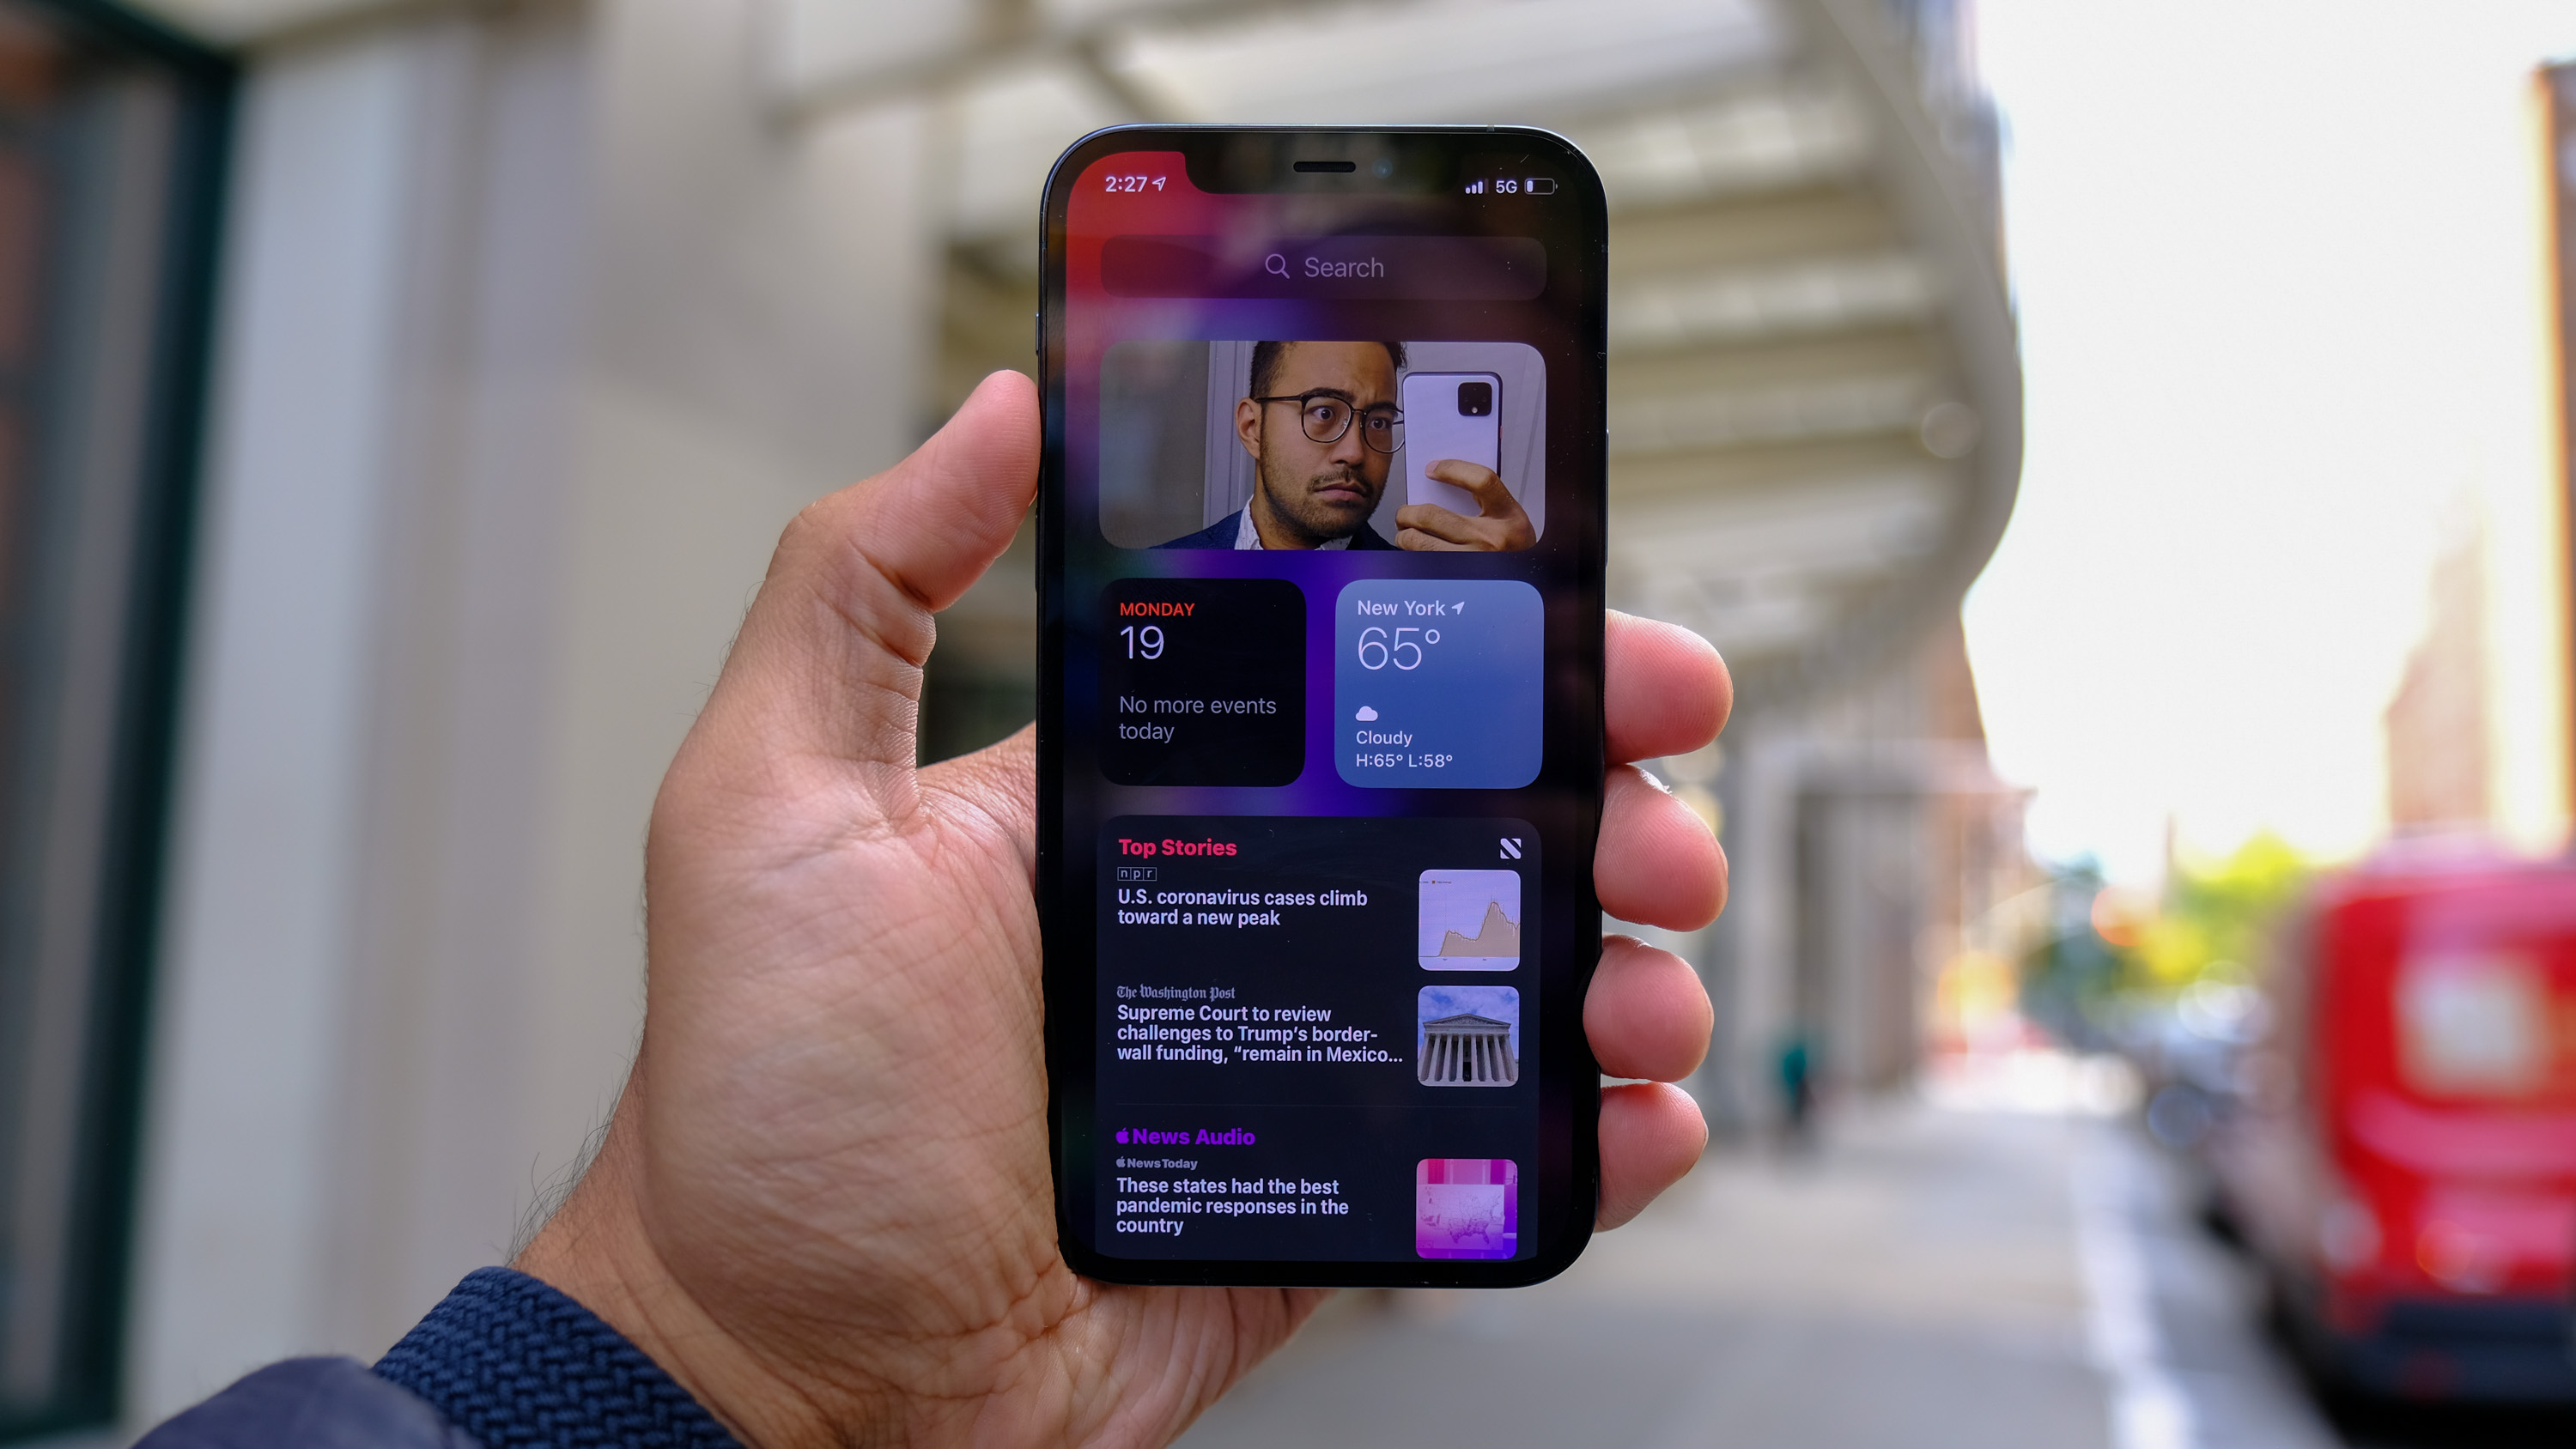 2:27
5G
Search
MONDAY
19
No more events
today
New York
65°
Cloudy
H:65° L:58°
Top Stories
npr
U.S. coronavirus cases climb
toward a new peak
The Washington Post
Supreme Court to review
challenges to Trump’s border-
wall funding, “remain in Mexico...
News Audio
News Today
These states had the best
pandemic responses in the
country